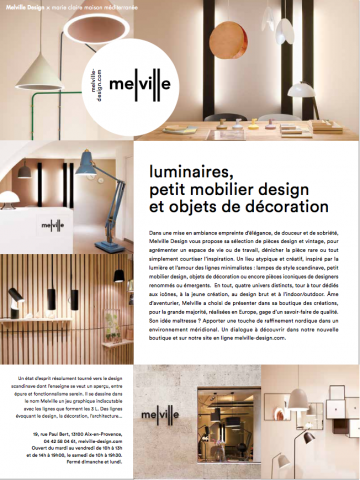 Melville Design x marie claire maison méditerranée
melville-
design.com
melville
melville
luminaires,
petit mobilier design
et objets de décoration
Dans une mise en ambiance empreinte d'élégance, de douceur et de sobriété,
Melville Design vous propose sa sélection de pièces design et vintage, pour
agrémenter un espace de vie ou de travail, dénicher la pièce rare ou tout
simplement courtiser l'inspiration. Un lieu atypique et créatif, inspiré par la
lumière et l'amour des lignes minimalistes : lampes de style scandinave, petit
mobilier design, objets de décoration ou encore pièces iconiques de designers
renommés ou émergents. En tout, quatre univers distincts, tour à tour dédiés
aux icônes, à la jeune création, au design brut et à l'indoor/outdoor. Âme
d'aventurier, Melville a choisi de présenter dans sa boutique des créations,
pour la grande majorité, réalisées en Europe, gage d'un savoir-faire de qualité.
Son idée maîtresse ? Apporter une touche de raffinement nordique dans un
environnement méridional. Un dialogue à découvrir dans notre nouvelle
boutique et sur notre site en ligne melville-design.com.
Un état d'esprit résolument tourné vers le design
scandinave dont l'enseigne se veut un aperçu, entre
épure et fonctionnalisme serein. Il se dessine dans
le nom Melville un jeu graphique indiscutable
avec les lignes que forment les 3 L. Des lignes
évoquant le design, la décoration, l'architecture...
19, rue Paul Bert, 13100 Aix-en-Provence,
04 42 58 04 61, melville-design.com
Ouvert du mardi au vendredi de 10h à 13h
et de 14h à 19h00, le samedi de 10h à 19h30.
Fermé dimanche et lundi.
melville